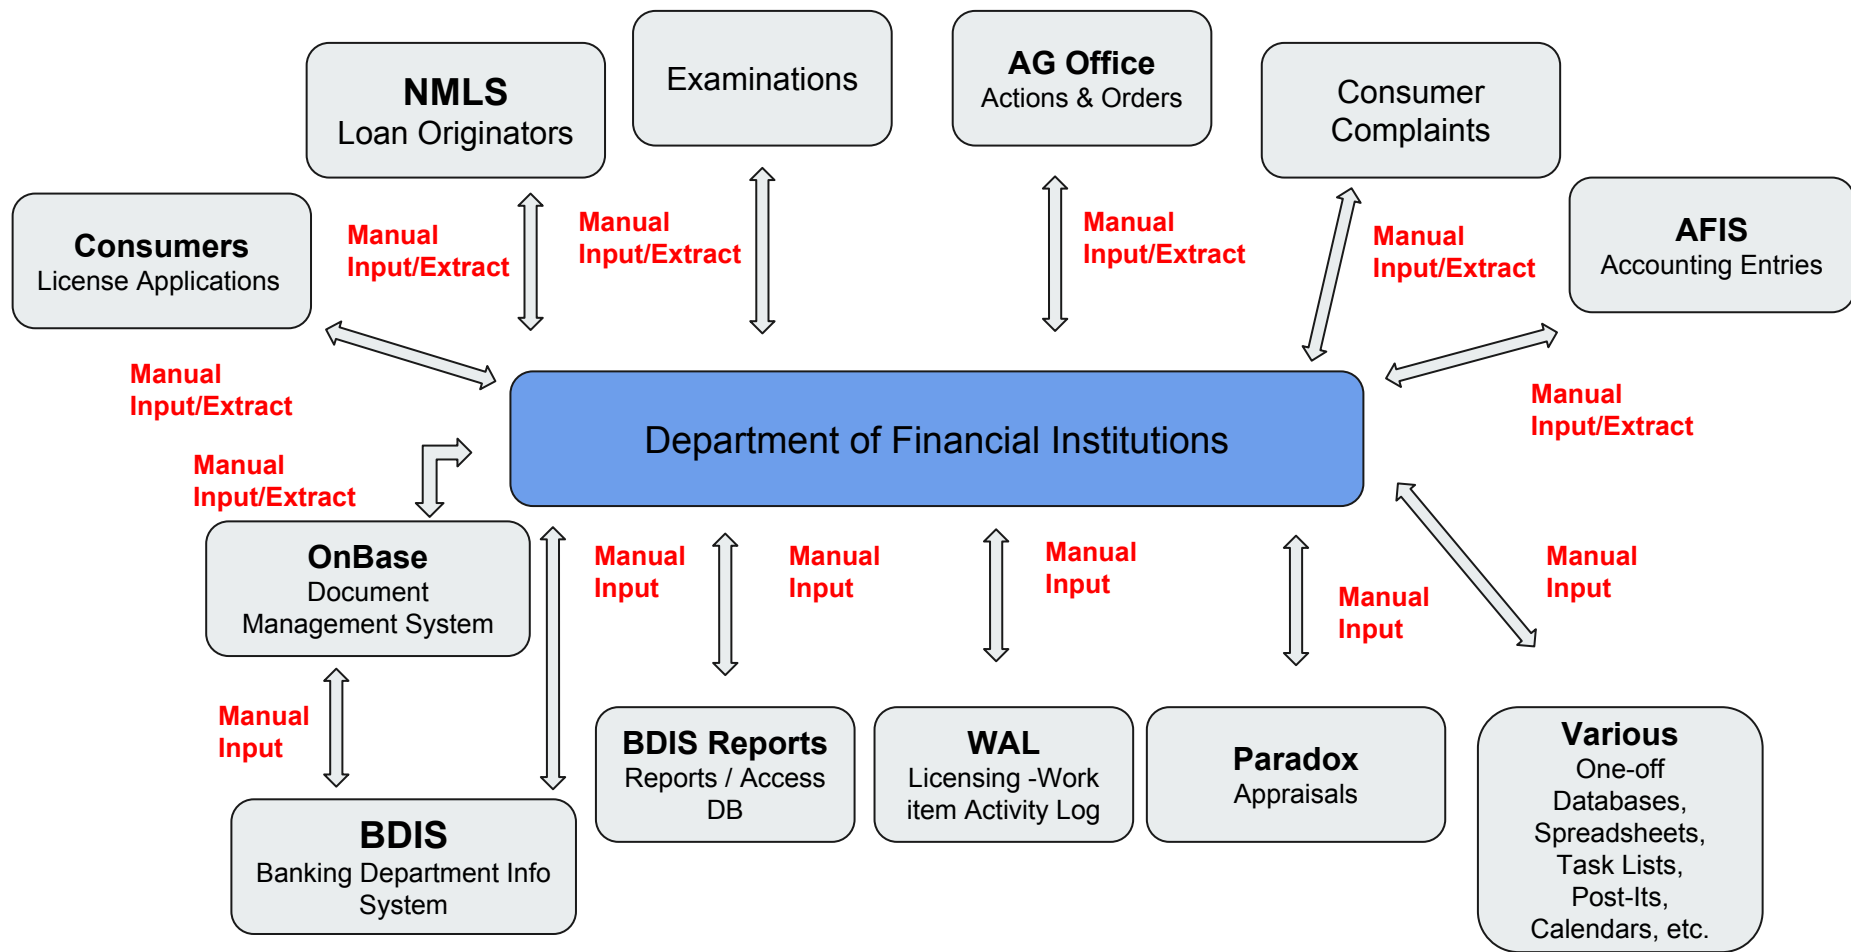 NMLS
Loan Originators
Examinations
AG Office
Actions & Orders
Consumer
Complaints
Consumers
License Applications
AFIS
Accounting Entries
Manual
Input/Extract
Manual
Input/Extract
Manual
Input/Extract
Manual
Input/Extract
Manual
Input/Extract
Manual
Input/Extract
Department of Financial Institutions
Manual
Input/Extract
OnBase
Document
Management System
Manual
Input
Manual
Input
Manual
Input
Manual
Input
Manual
Input
Manual
Input
BDIS
Banking Department Info
System
BDIS Reports
Reports / Access
DB
WAL
Licensing -Work
item Activity Log
Paradox
Appraisals
Various
One-off
Databases,
Spreadsheets,
Task Lists,
Post-Its,
Calendars, etc.